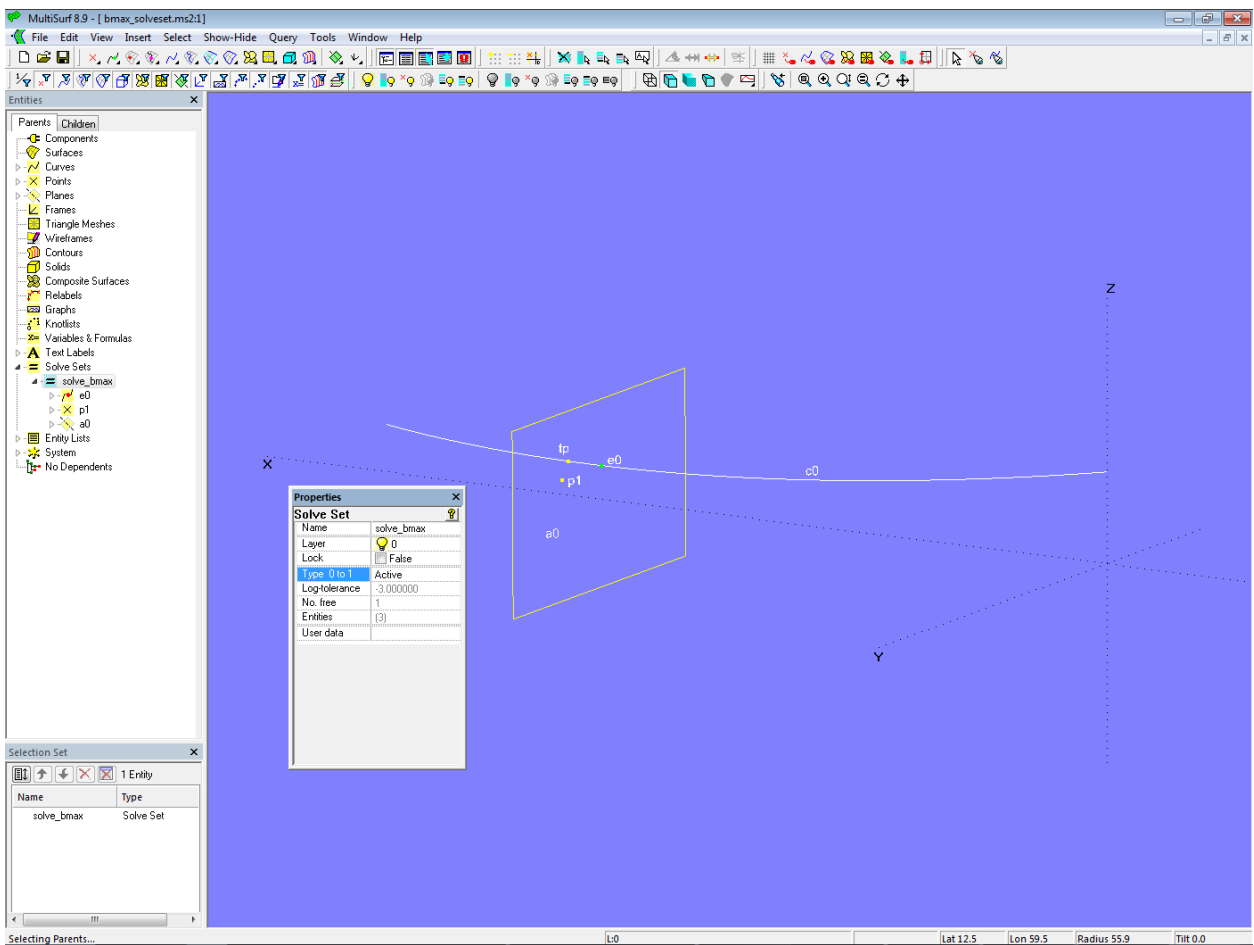 MultiSurf 8.9 - [ bmax_solveset.ms2:1]
File Edit View Insert Select Show-Hide Query Tools Window Help
Entities
Parents Children
Components
Surfaces
Curves
Points
Planes
Frames
Triangle Meshes
Wireframes
Contours
Solids
Composite Surfaces
Relabels
Graphs
Knotlists
Variables & Formulas
Text Labels
Solve Sets
solve_bmax
e0
p1
a0
Entity Lists
System
No Dependents
Z
X
tp
e0
c0
p1
a0
Y
Properties
Solve Set
Name solve_bmax
Layer 0
Lock False
Type 0 to 1 Active
Log-tolerance -3.000000
No. free 1
Entities (3)
User data
Selection Set
1 Entity
Name Type
solve_bmax Solve Set
Selecting Parents... L:0 Lat 12.5 Lon 59.5 Radius 55.9 Tilt 0.0